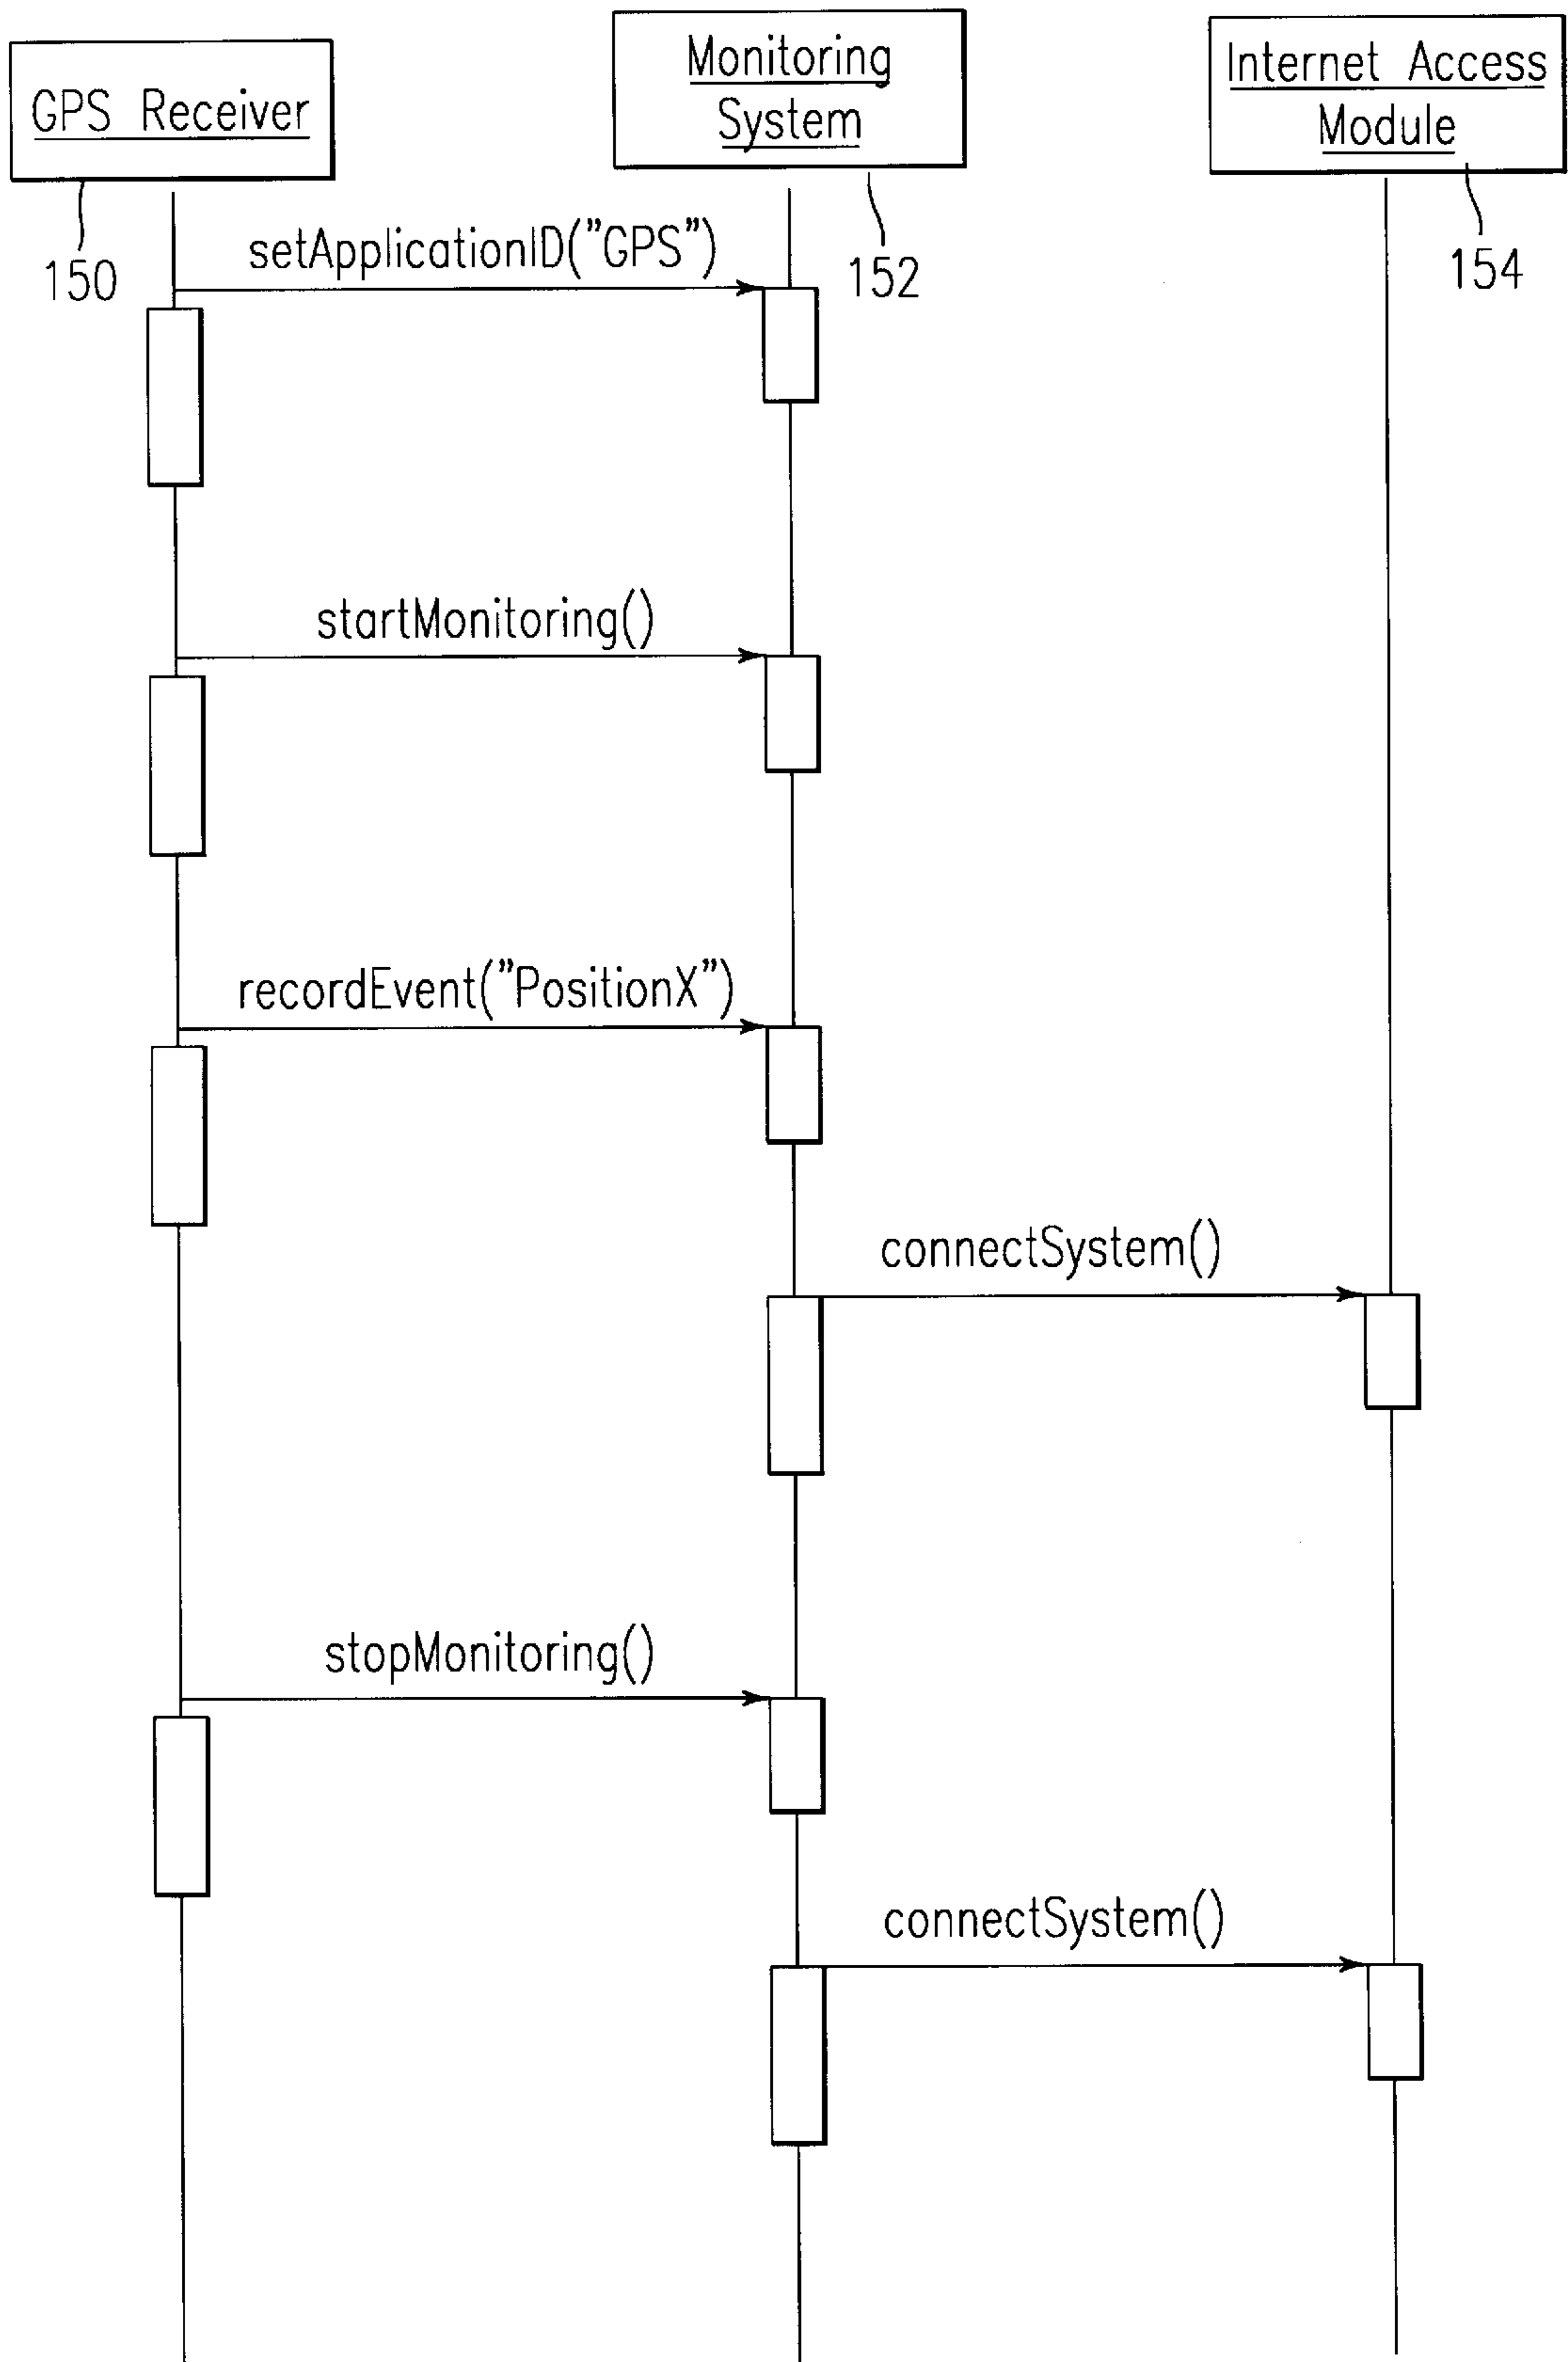 GPS Receiver
Monitoring
System
Internet Access
Module
150
152
154
setApplicationID("GPS")
startMonitoring()
recordEvent("PositionX")
connectSystem()
stopMonitoring()
connectSystem()